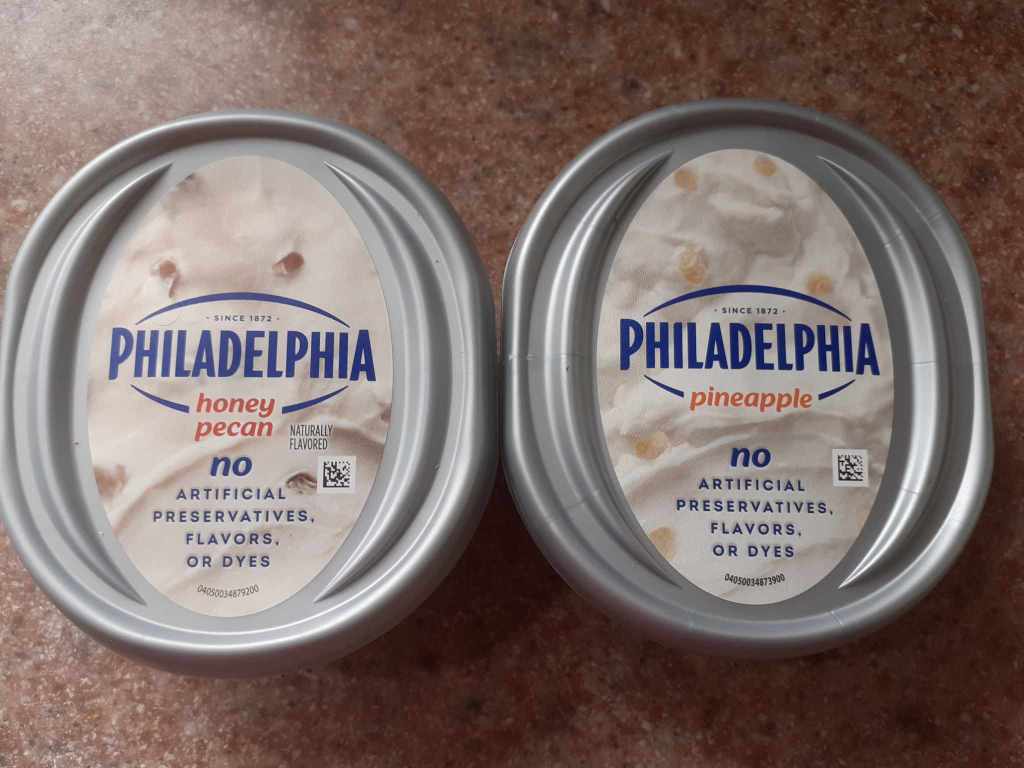 · SINCE 1872 ·
PHILADELPHIA
honey
pecan
NATURALLY
FLAVORED
no
ARTIFICIAL
PRESERVATIVES,
FLAVORS,
OR DYES
04050034879200
· SINCE 1872 ·
PHILADELPHIA
pineapple
no
ARTIFICIAL
PRESERVATIVES,
FLAVORS,
OR DYES
04050034873900